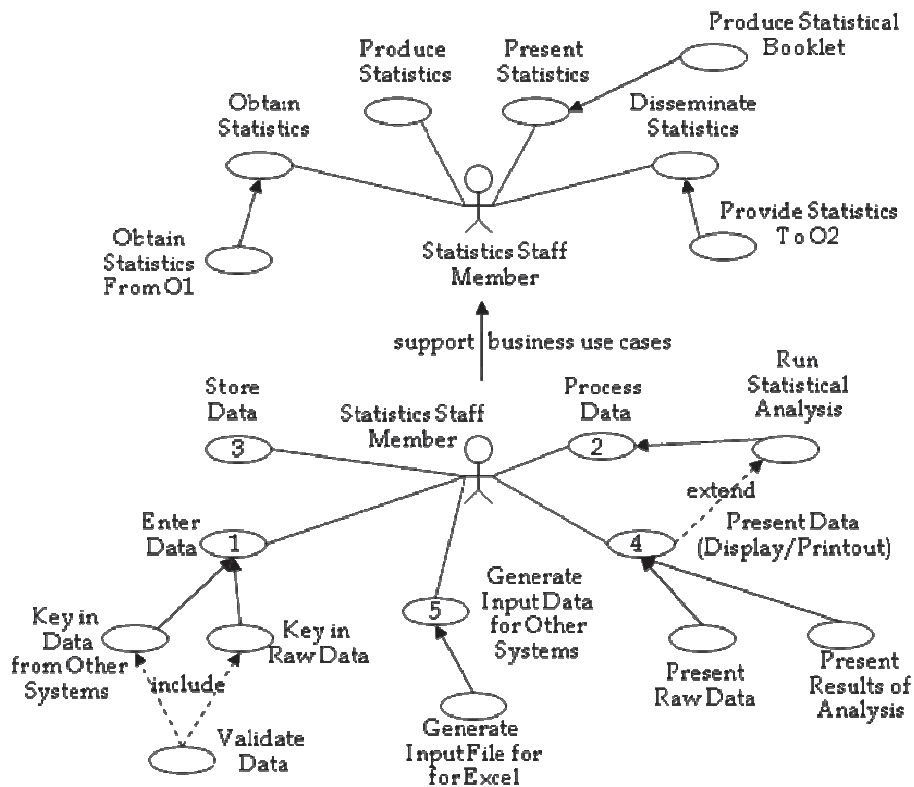 Produce Statistical
Booklet
Produce
Statistics
Present
Statistics
Obtain
Statistics
Disseminate
Statistics
Obtain
Statistics
From O1
Statistics Staff
Member
Provide Statistics
To O2
support business use cases
Store
Data
Statistics Staff
Member
Process
Data
Run
Statistical
Analysis
3
2
extend
Enter
Data
1
4
Present Data
(Display/Printout)
Generate
Input Data
for Other
Systems
5
Key in
Data
from Other
Systems
Key in
Raw Data
include
Present
Raw Data
Present
Results of
Analysis
Validate
Data
Generate
Input File for
for Excel